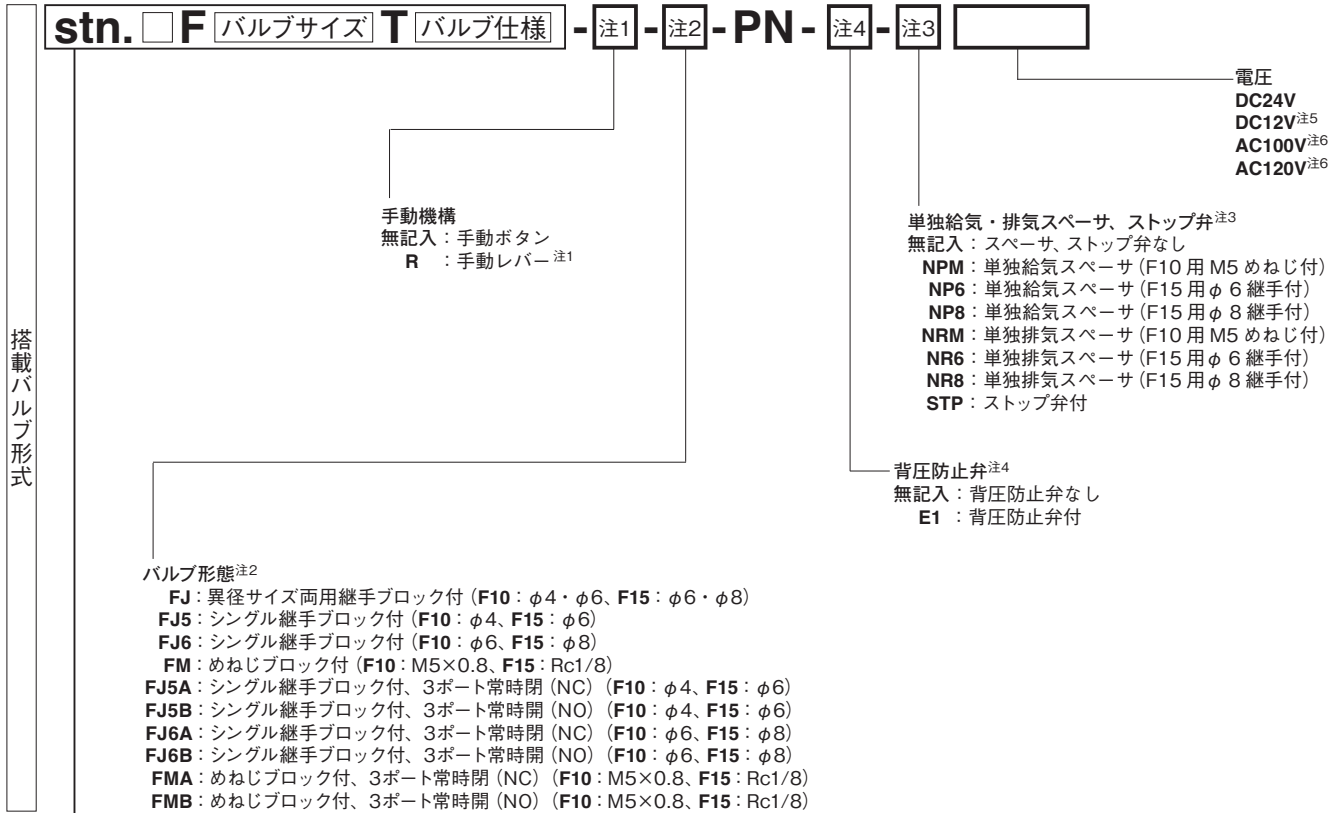 stn. □ F バルブサイズ T バルブ仕様 - 注1 - 注2 - PN - 注4 - 注3
電圧
DC24V
DC12V注5
AC100V注6
AC120V注6
手動機構
無記入：手動ボタン
R ：手動レバー注1
単独給気・排気スペーサ、ストップ弁注3
無記入：スペーサ、ストップ弁なし
NPM：単独給気スペーサ（F10 用 M5 めねじ付）
NP6：単独給気スペーサ（F15 用φ 6 継手付）
NP8：単独給気スペーサ（F15 用φ 8 継手付）
NRM：単独排気スペーサ（F10 用 M5 めねじ付）
NR6：単独排気スペーサ（F15 用φ 6 継手付）
NR8：単独排気スペーサ（F15 用φ 8 継手付）
STP：ストップ弁付
搭載バルブ形式
背圧防止弁注4
無記入：背圧防止弁なし
E1 ：背圧防止弁付
バルブ形態注2
FJ：異径サイズ両用継手ブロック付（F10：φ4・φ6、F15：φ6・φ8）
FJ5：シングル継手ブロック付（F10：φ4、F15：φ6）
FJ6：シングル継手ブロック付（F10：φ6、F15：φ8）
FM：めねじブロック付（F10：M5×0.8、F15：Rc1/8）
FJ5A：シングル継手ブロック付、3ポート常時閉（NC）（F10：φ4、F15：φ6）
FJ5B：シングル継手ブロック付、3ポート常時開（NO）（F10：φ4、F15：φ6）
FJ6A：シングル継手ブロック付、3ポート常時閉（NC）（F10：φ6、F15：φ8）
FJ6B：シングル継手ブロック付、3ポート常時開（NO）（F10：φ6、F15：φ8）
FMA：めねじブロック付、3ポート常時閉（NC）（F10：M5×0.8、F15：Rc1/8）
FMB：めねじブロック付、3ポート常時開（NO）（F10：M5×0.8、F15：Rc1/8）